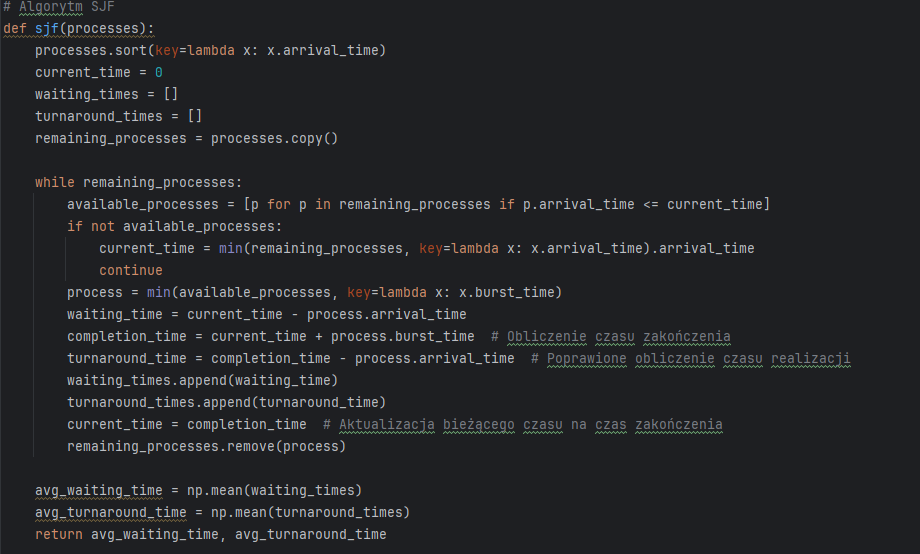 # Algorytm SJF
def sjf(processes):
    processes.sort(key=lambda x: x.arrival_time)
    current_time = 0
    waiting_times = []
    turnaround_times = []
    remaining_processes = processes.copy()

    while remaining_processes:
        available_processes = [p for p in remaining_processes if p.arrival_time <= current_time]
        if not available_processes:
            current_time = min(remaining_processes, key=lambda x: x.arrival_time).arrival_time
            continue
        process = min(available_processes, key=lambda x: x.burst_time)
        waiting_time = current_time - process.arrival_time
        completion_time = current_time + process.burst_time  # Obliczenie czasu zakończenia
        turnaround_time = completion_time - process.arrival_time  # Poprawione obliczenie czasu realizacji
        waiting_times.append(waiting_time)
        turnaround_times.append(turnaround_time)
        current_time = completion_time  # Aktualizacja bieżącego czasu na czas zakończenia
        remaining_processes.remove(process)

    avg_waiting_time = np.mean(waiting_times)
    avg_turnaround_time = np.mean(turnaround_times)
    return avg_waiting_time, avg_turnaround_time